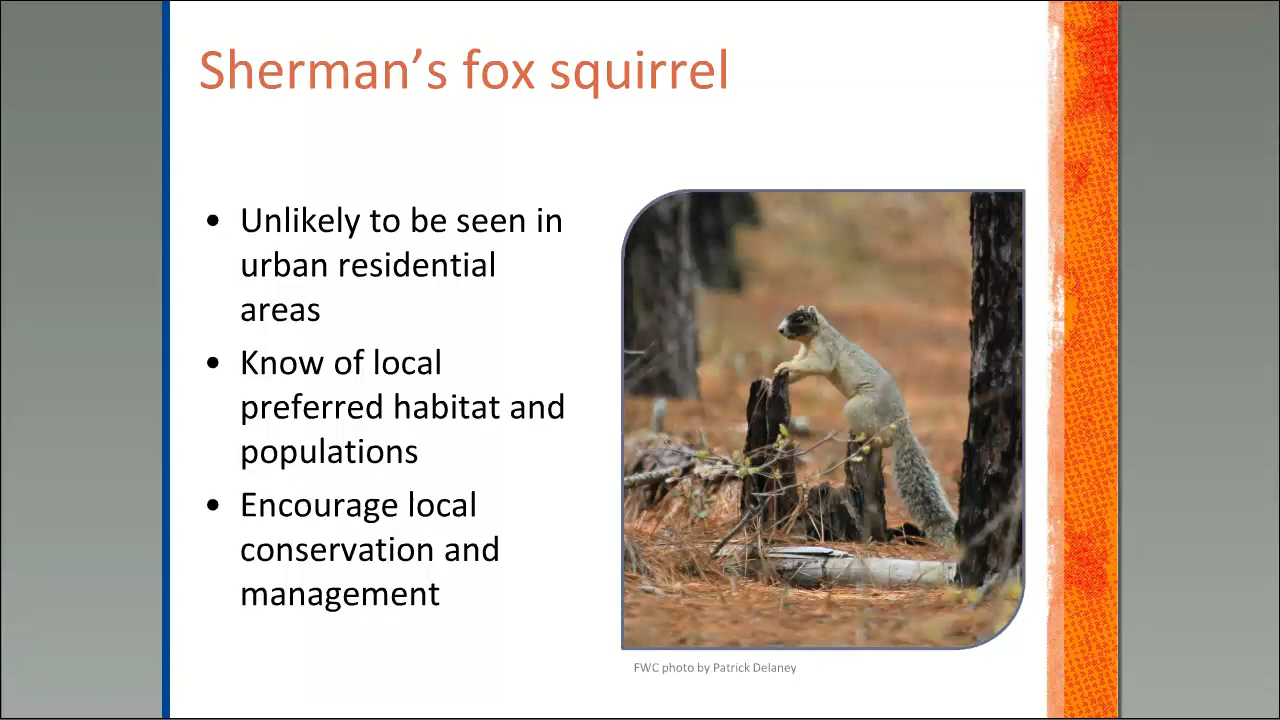 Sherman’s fox squirrel
• Unlikely to be seen in
urban residential
areas
• Know of local
preferred habitat and
populations
• Encourage local
conservation and
management
FWC photo by Patrick Delaney